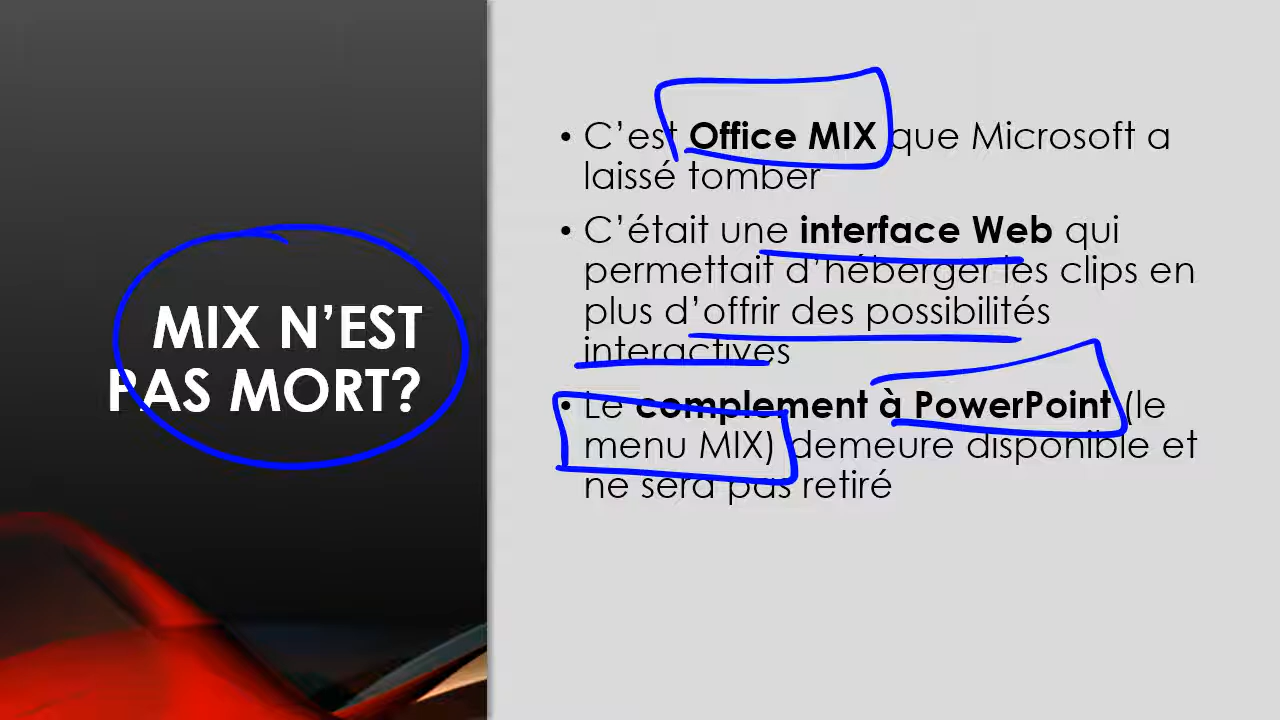 MIX N’EST
PAS MORT?
• C’est Office MIX que Microsoft a
laissé tomber
• C’était une interface Web qui
permettait d’héberger les clips en
plus d’offrir des possibilités
interactives
• Le complement à PowerPoint (le
menu MIX) demeure disponible et
ne sera pas retiré